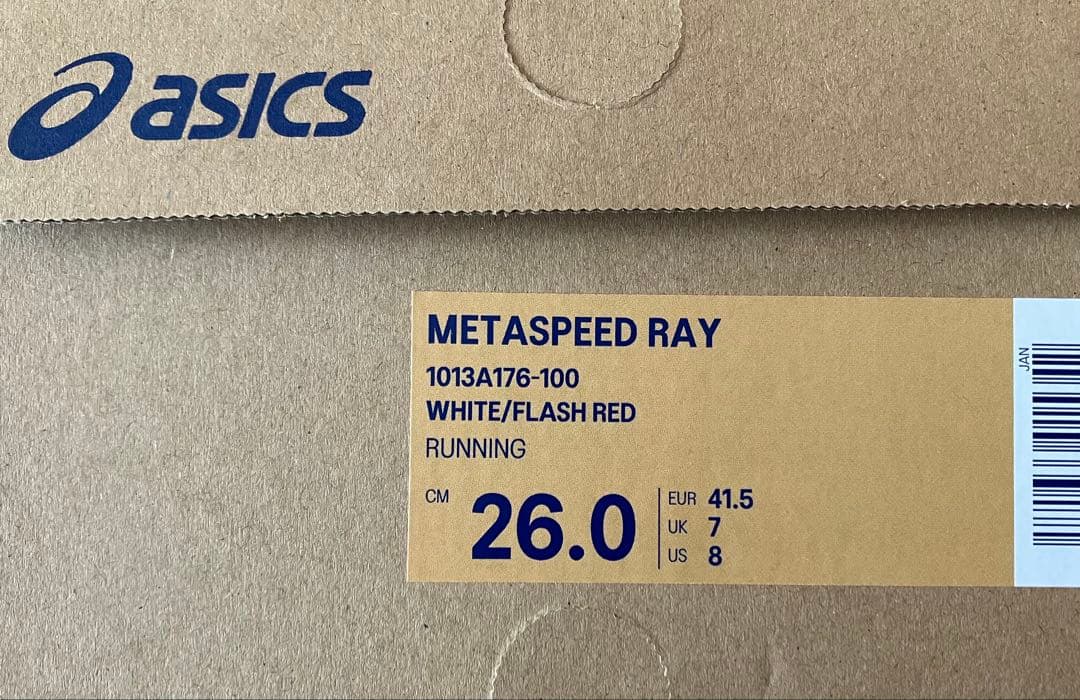 asics
METASPEED RAY
1013A176-100
WHITE/FLASH RED
RUNNING
CM 26.0
EUR 41.5
UK 7
US 8
JAN